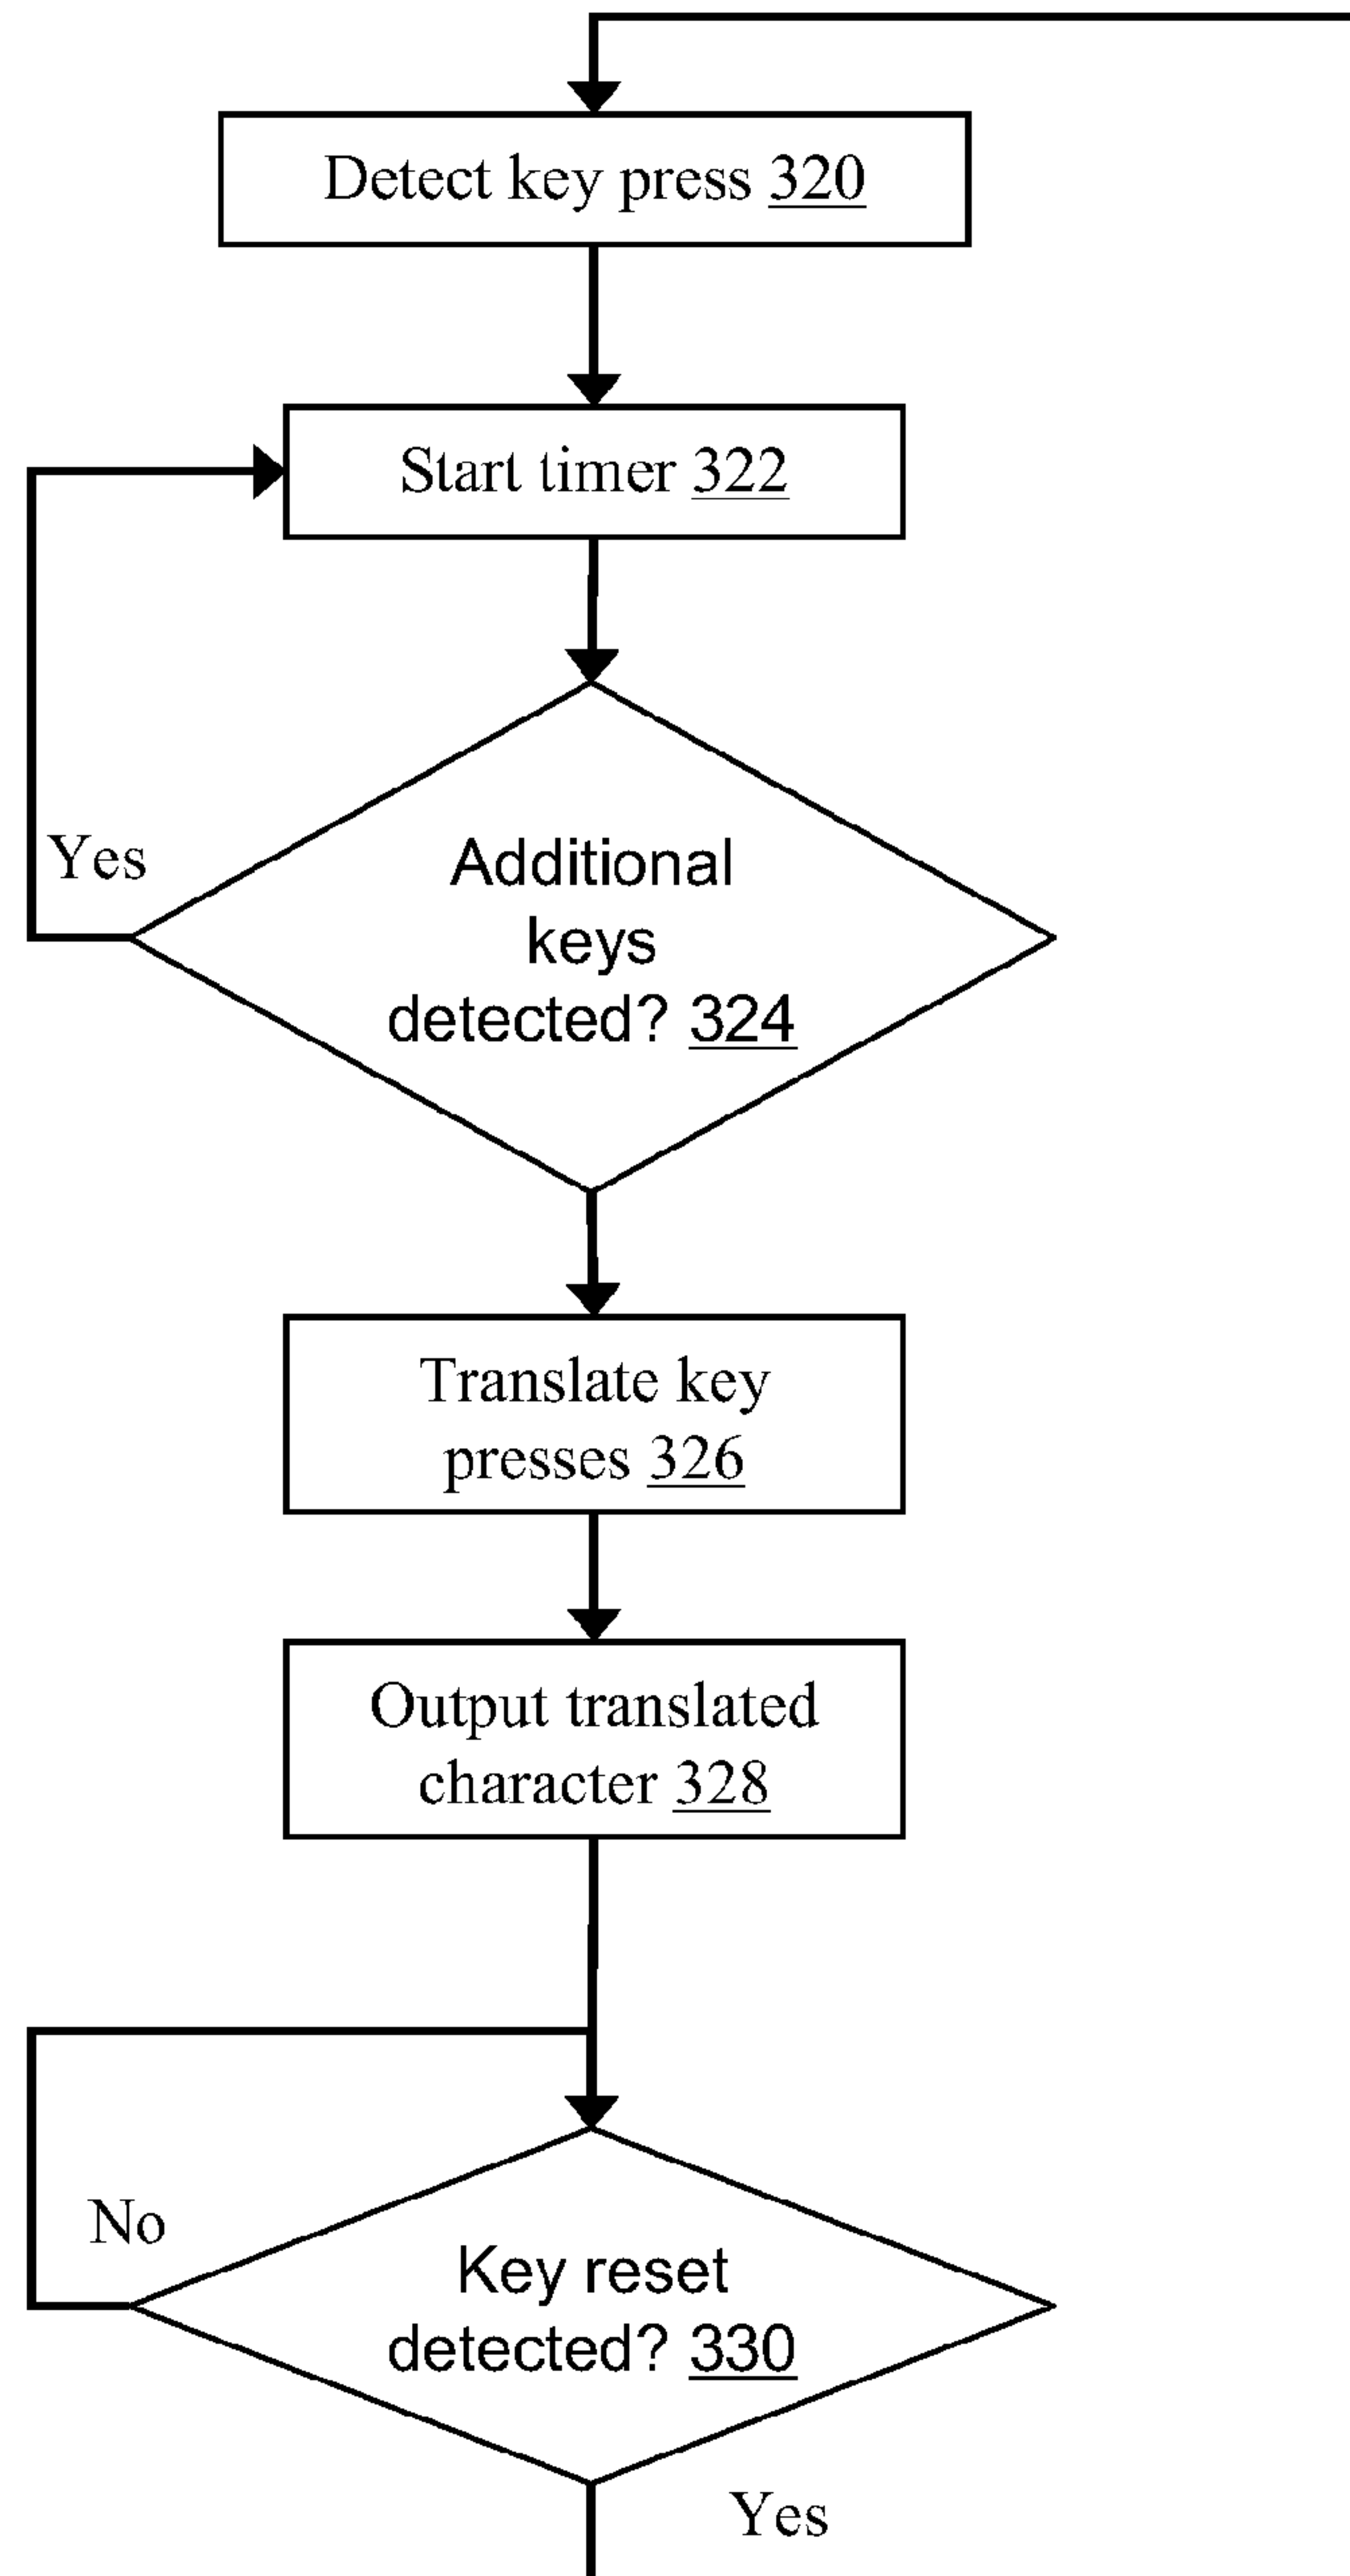 Detect key press 320
Start timer 322
Yes
Additional
keys
detected? 324
Translate key
presses 326
Output translated
character 328
No
Key reset
detected? 330
Yes